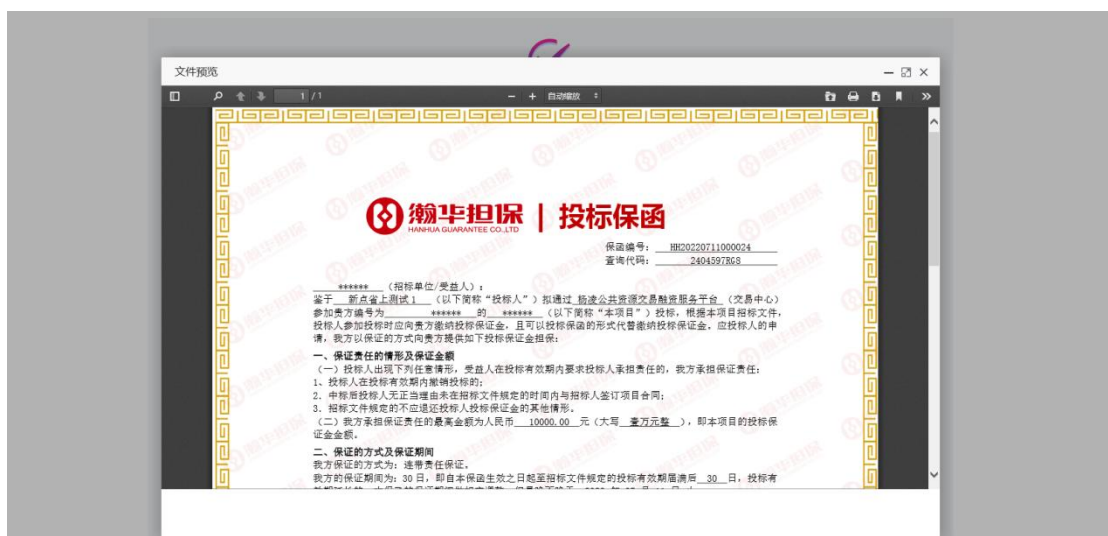 文件预览
1 / 1
自动缩放
瀚华担保 | 投标保函
HANHUA GUARANTEE CO.,LTD
保函编号: HH20220711000024
查询代码: 2404597RGS
******（招标单位/受益人）:
鉴于 新点省上测试1 （以下简称“投标人”）拟通过 杨凌公共资源交易融资服务平台 （交易中心）
参加贵方编号为 ****** 的 ****** （以下简称“本项目”）投标，根据本项目招标文件，
投标人参加投标时应向贵方缴纳投标保证金，且可以投标保函的形式代替缴纳投标保证金。应投标人的申
请，我方以保证的方式向贵方提供如下投标保证金担保:
一、保证责任的情形及保证金额
（一）投标人出现下列任意情形，受益人在投标有效期内要求投标人承担责任的，我方承担保证责任:
1、投标人在投标有效期内撤销投标的;
2. 中标后投标人无正当理由未在招标文件规定的时间内与招标人签订项目合同;
3. 招标文件规定的不应退还投标人投标保证金的其他情形。
（二）我方承担保证责任的最高金额为人民币 10000.00 元（大写 壹万元整 ），即本项目的投标保
证金金额。
二、保证的方式及保证期间
我方保证的方式为: 连带责任保证。
我方的保证期间为: 30日，即自本保函生效之日起至招标文件规定的投标有效期届满后 30 日，投标有